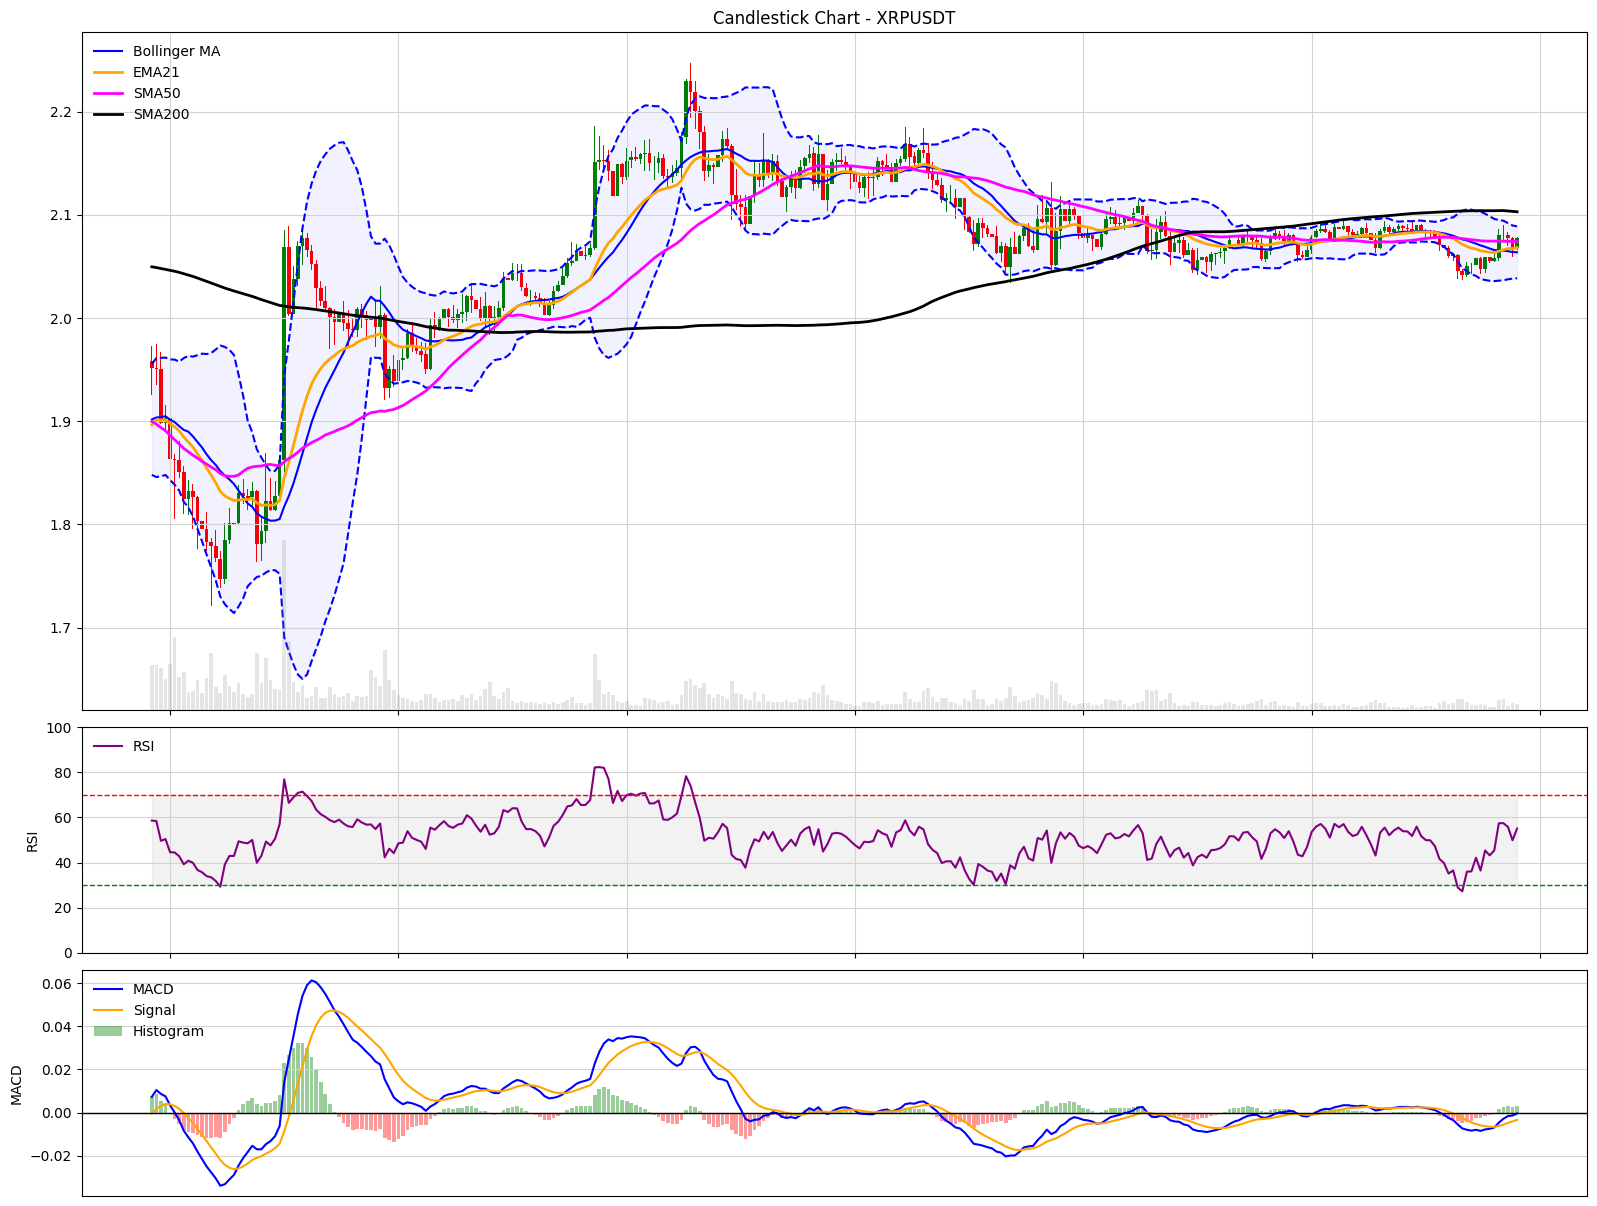 Candlestick Chart - XRPUSDT
Bollinger MA
EMA21
SMA50
SMA200
2.2
2.1
2.0
1.9
1.8
1.7
RSI
100
80
60
40
20
0
RSI
MACD
Signal
Histogram
0.06
0.04
0.02
0.00
−0.02
MACD